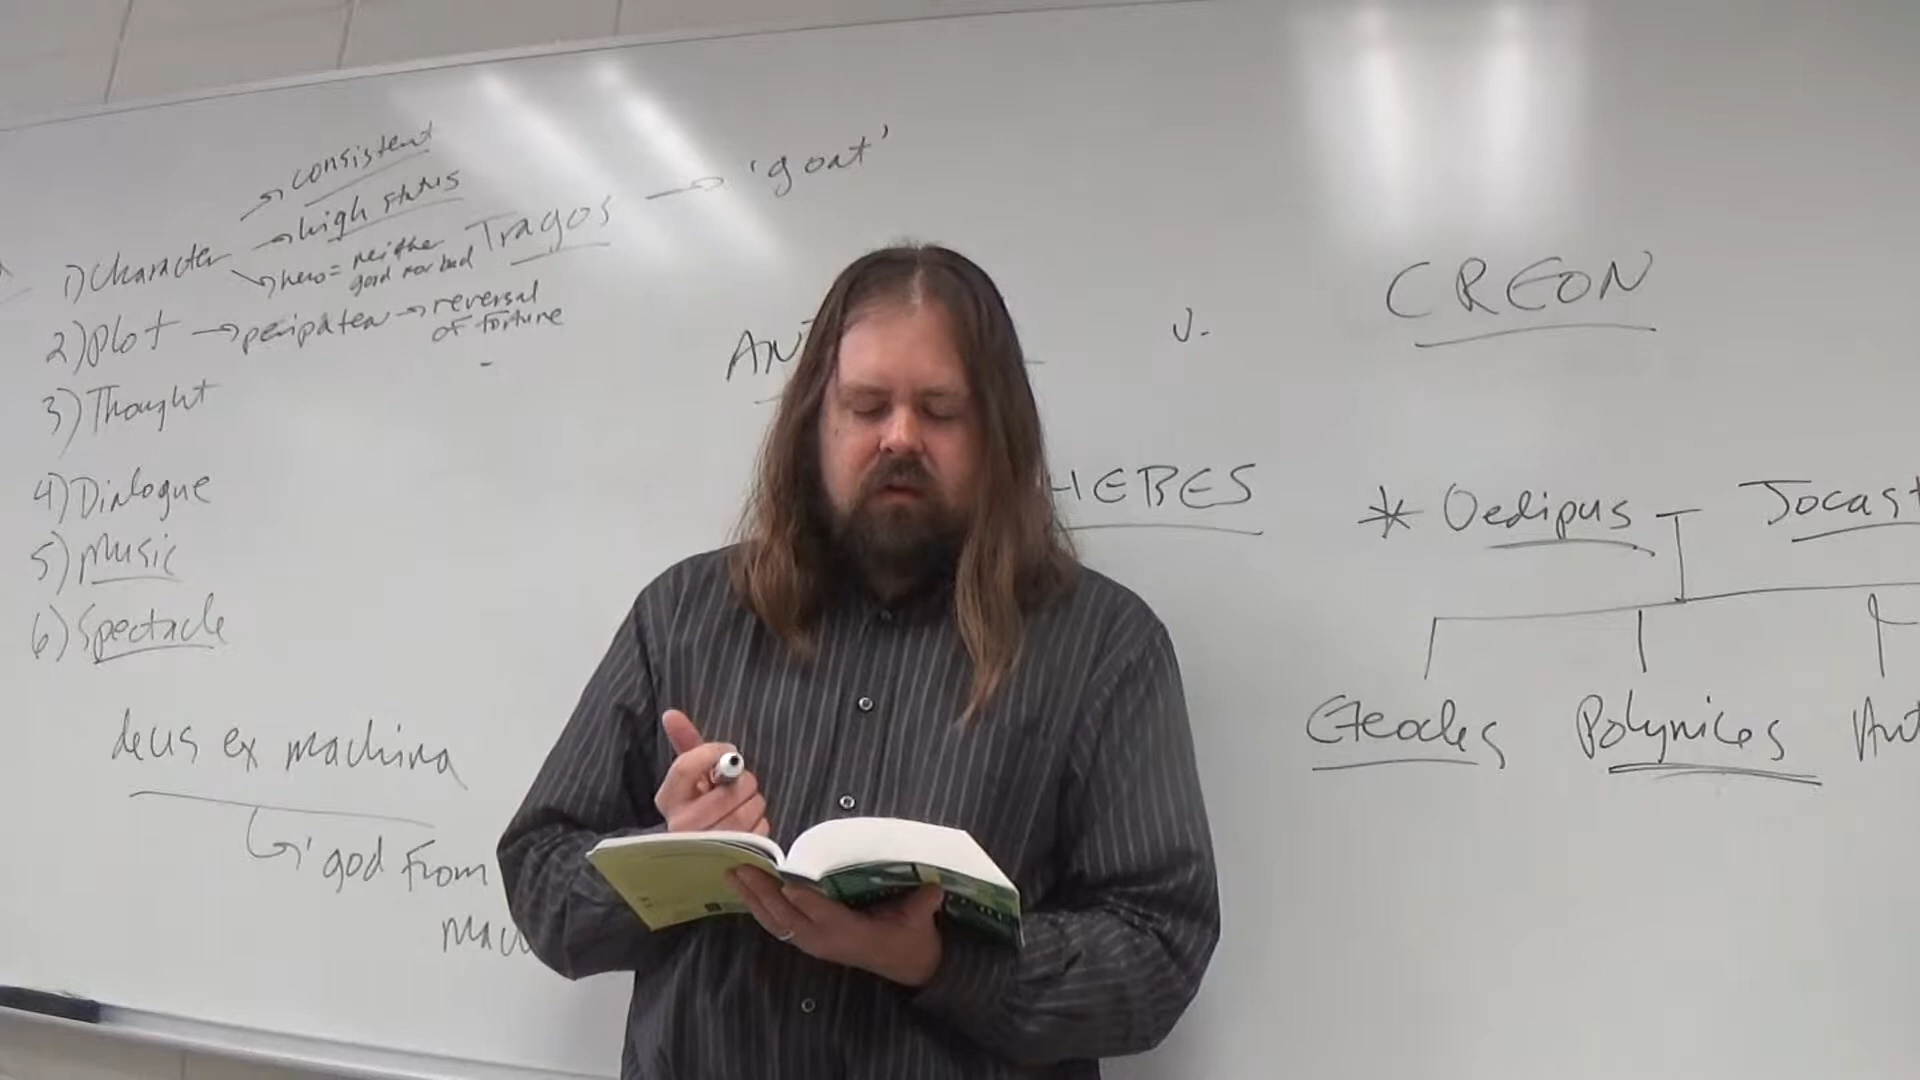 consistent
high status
1) Character
hero = neither
good nor bad
Tragos → 'goat'
2) Plot → peripatea → reversal
of fortune
3) Thought
4) Dialogue
5) Music
6) Spectacle
deus ex machina
'god from
v.
CREON
HEBES
* Oedipus
Eteocles
Polynices